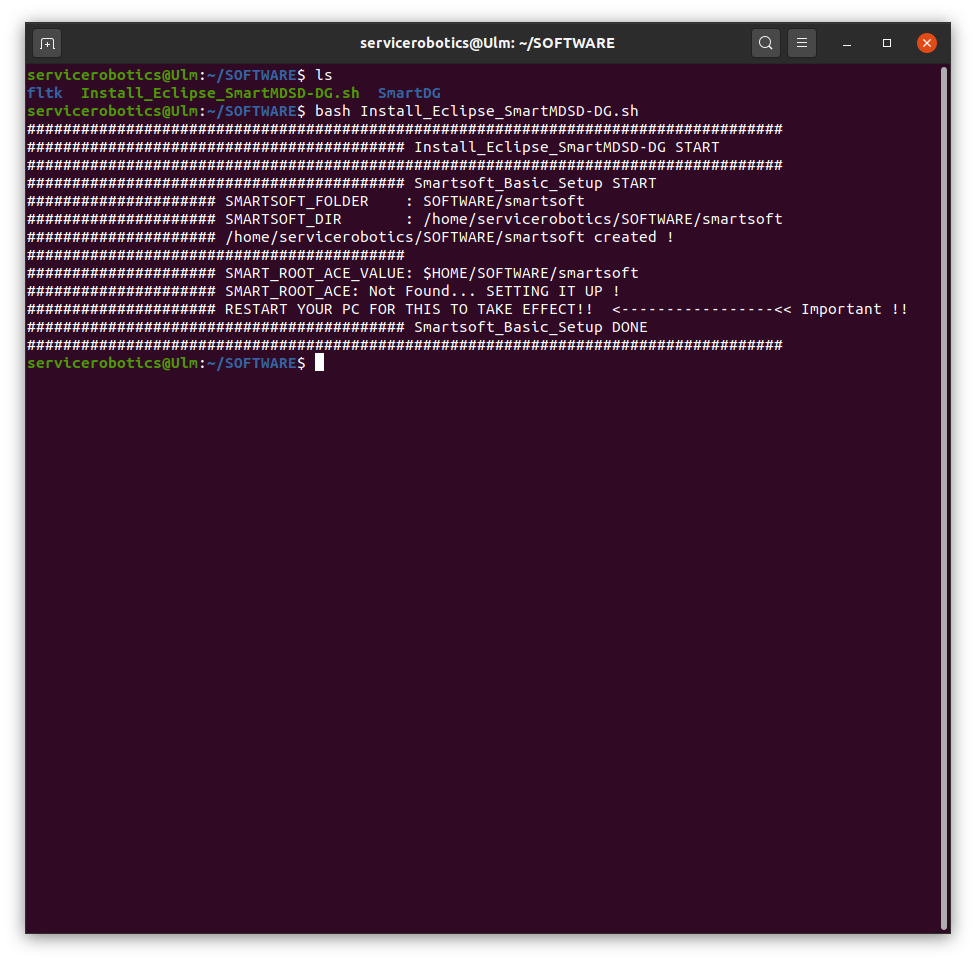 servicerobotics@Ulm: ~/SOFTWARE
servicerobotics@Ulm:~/SOFTWARE$ ls
fltk  Install_Eclipse_SmartMDSD-DG.sh  SmartDG
servicerobotics@Ulm:~/SOFTWARE$ bash Install_Eclipse_SmartMDSD-DG.sh
####################################################################################
########################################## Install_Eclipse_SmartMDSD-DG START
####################################################################################
########################################## Smartsoft_Basic_Setup START
##################### SMARTSOFT_FOLDER    : SOFTWARE/smartsoft
##################### SMARTSOFT_DIR       : /home/servicerobotics/SOFTWARE/smartsoft
##################### /home/servicerobotics/SOFTWARE/smartsoft created !
##########################################
##################### SMART_ROOT_ACE_VALUE: $HOME/SOFTWARE/smartsoft
##################### SMART_ROOT_ACE: Not Found... SETTING IT UP !
##################### RESTART YOUR PC FOR THIS TO TAKE EFFECT!!  <-----------------<< Important !!
########################################## Smartsoft_Basic_Setup DONE
####################################################################################
servicerobotics@Ulm:~/SOFTWARE$